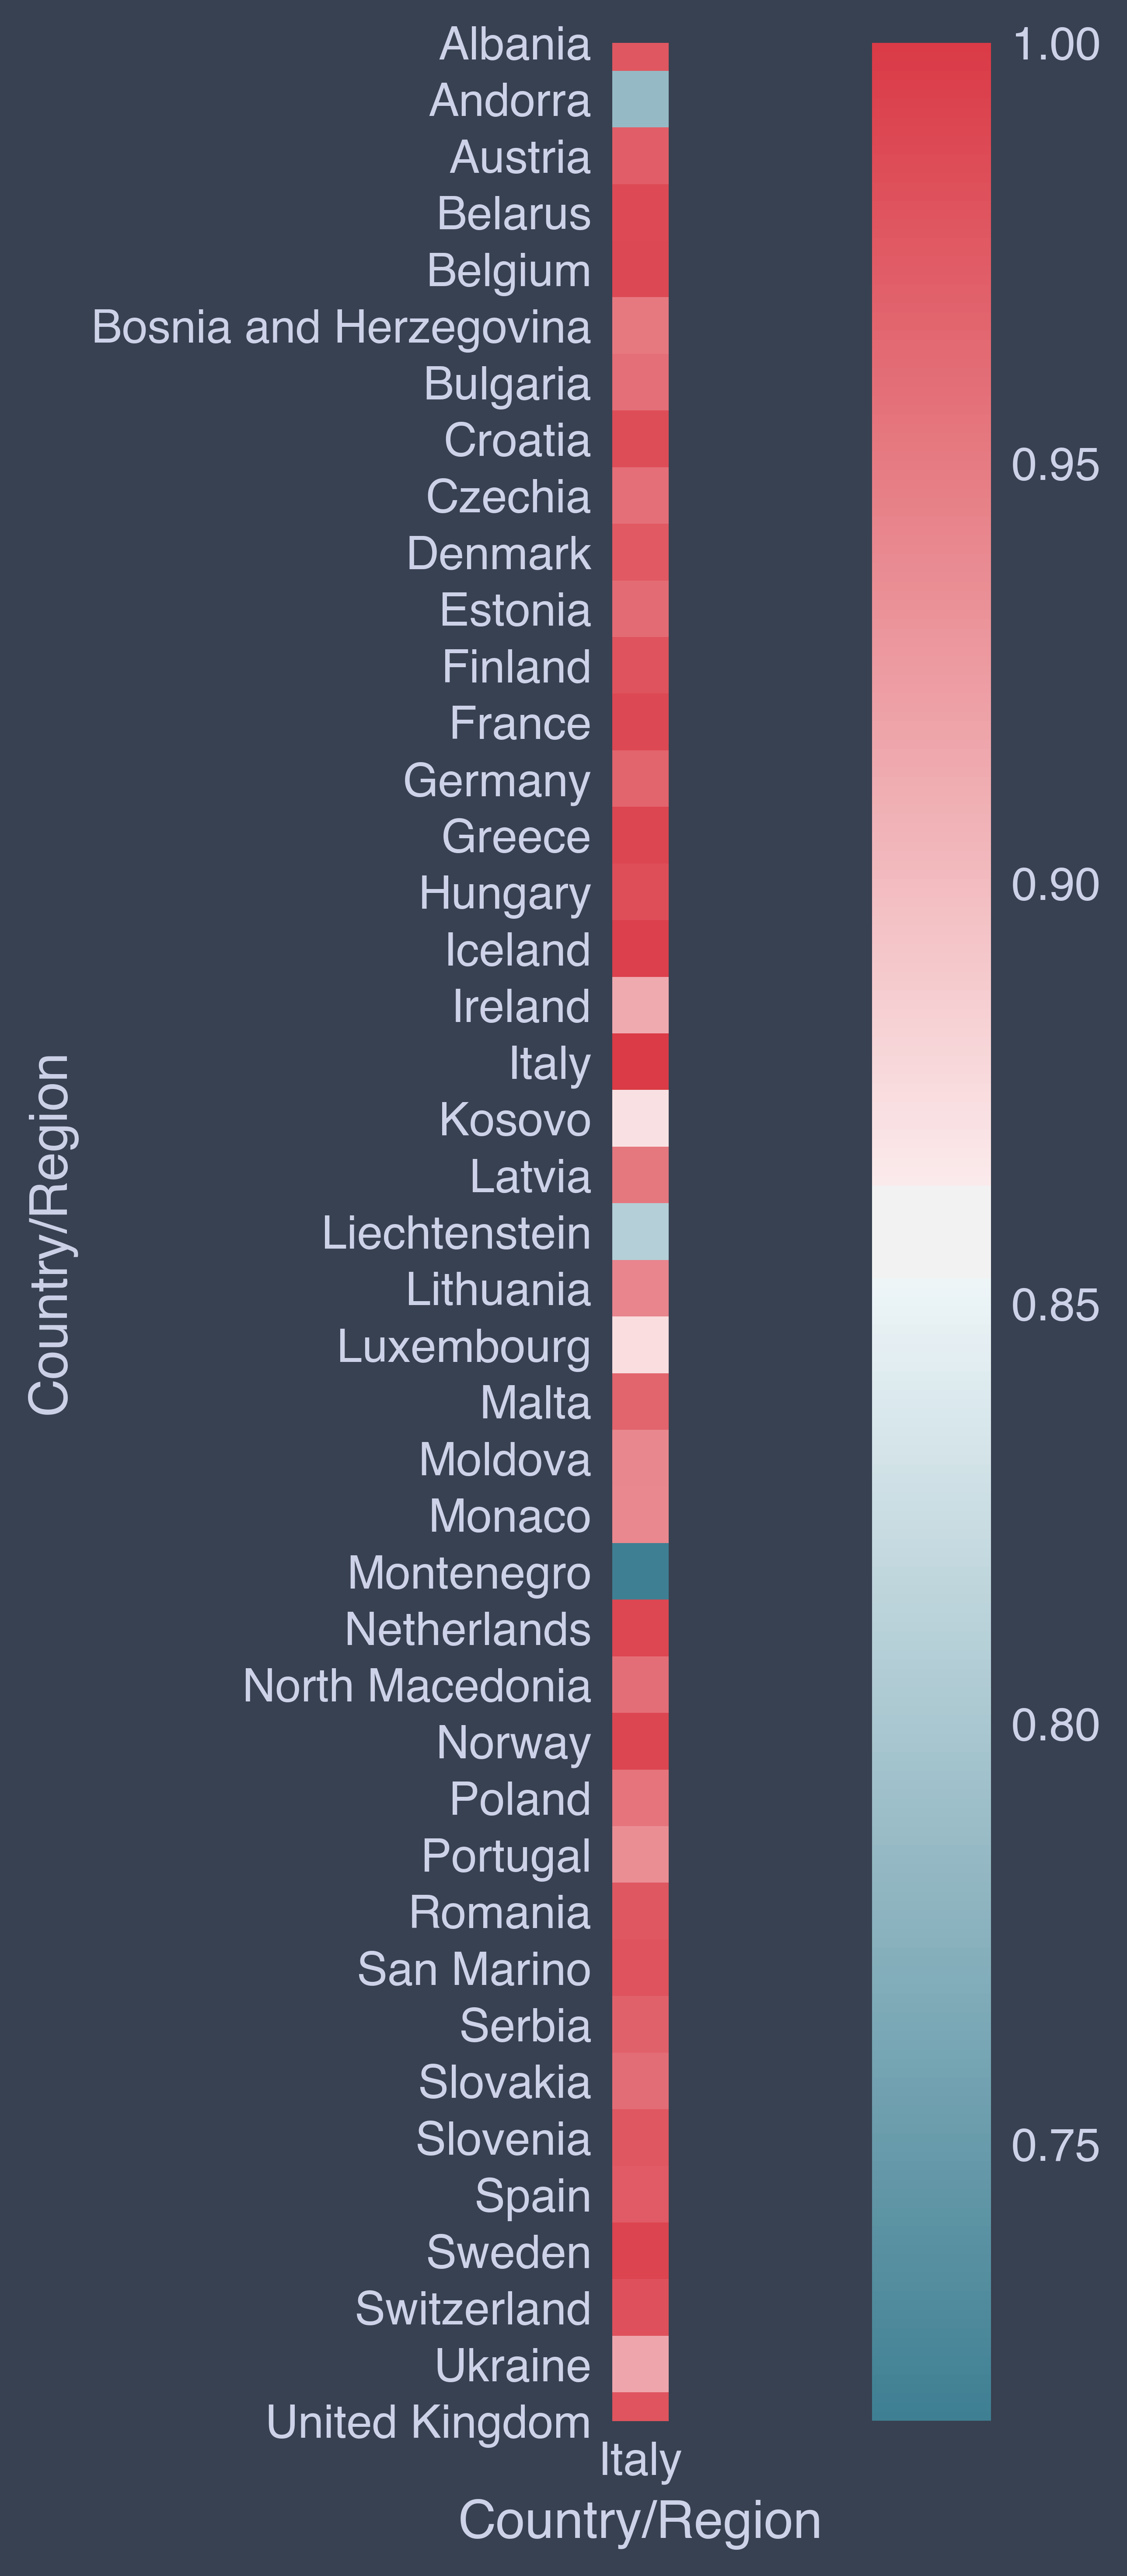 Albania
Andorra
Austria
Belarus
Belgium
Bosnia and Herzegovina
Bulgaria
Croatia
Czechia
Denmark
Estonia
Finland
France
Germany
Greece
Hungary
Iceland
Ireland
Italy
Kosovo
Latvia
Liechtenstein
Lithuania
Luxembourg
Malta
Moldova
Monaco
Montenegro
Netherlands
North Macedonia
Norway
Poland
Portugal
Romania
San Marino
Serbia
Slovakia
Slovenia
Spain
Sweden
Switzerland
Ukraine
United Kingdom
Country/Region
Italy
Country/Region
1.00
0.95
0.90
0.85
0.80
0.75